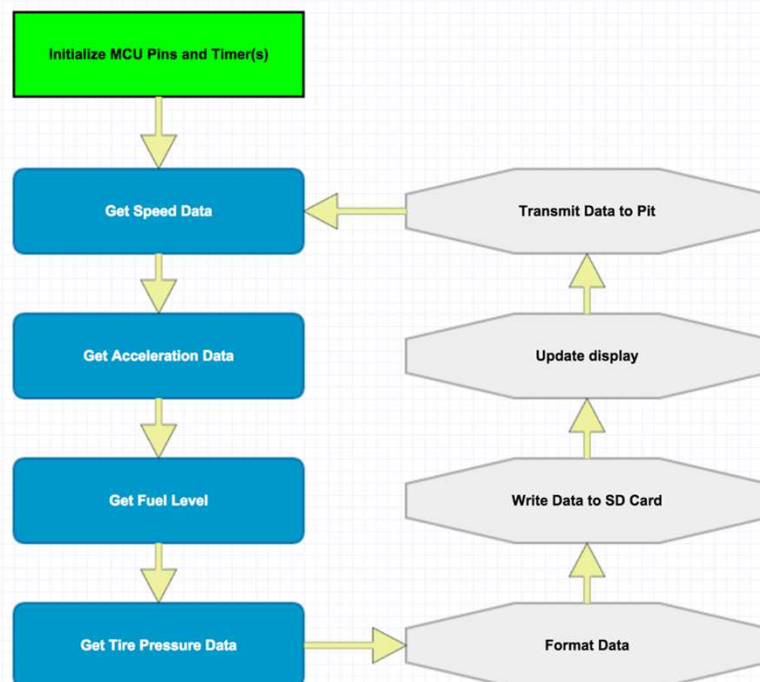 Initialize MCU Pins and Timer(s)
Get Speed Data
Transmit Data to Pit
Get Acceleration Data
Update display
Get Fuel Level
Write Data to SD Card
Get Tire Pressure Data
Format Data